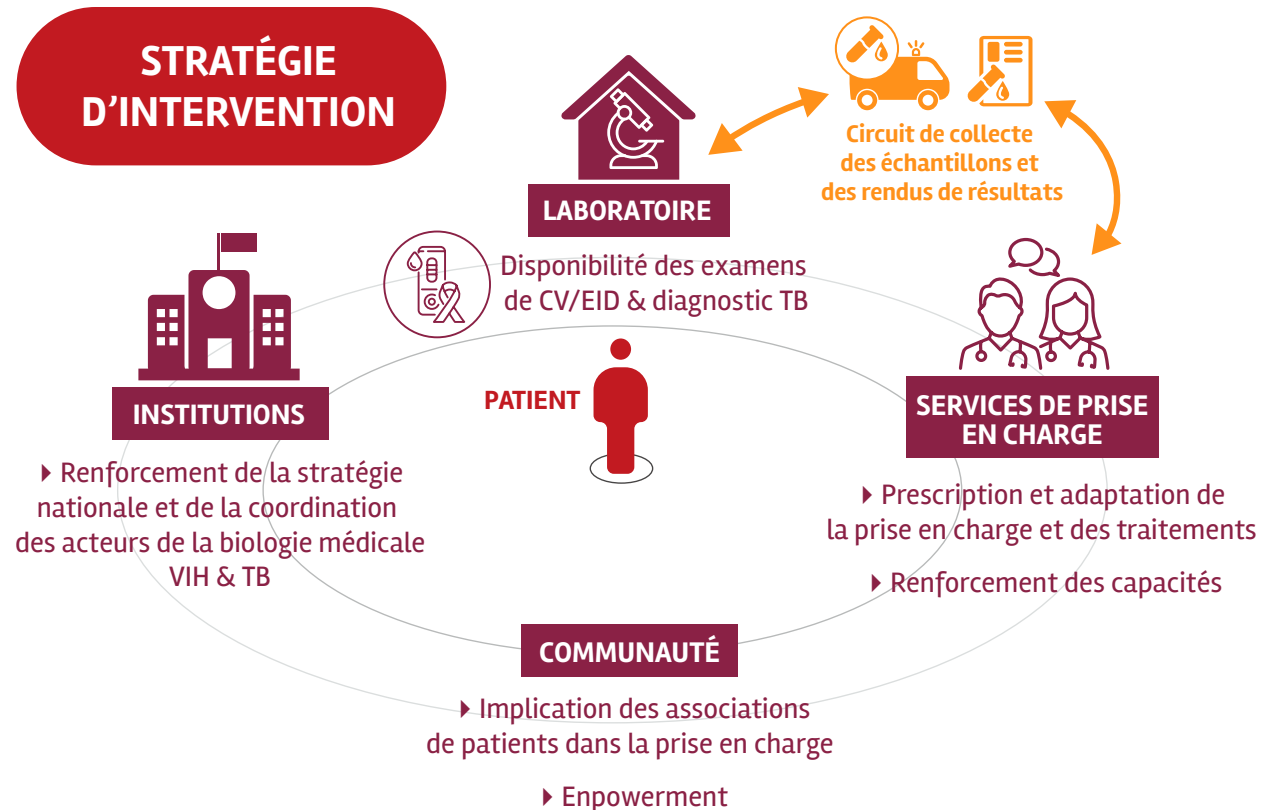 STRATÉGIE
D'INTERVENTION
Circuit de collecte
des échantillons et
des rendus de résultats
LABORATOIRE
Disponibilité des examens
de CV/EID & diagnostic TB
PATIENT
INSTITUTIONS
▸ Renforcement de la stratégie
nationale et de la coordination
des acteurs de la biologie médicale
VIH & TB
SERVICES DE PRISE
EN CHARGE
▸ Prescription et adaptation de
la prise en charge et des traitements
▸ Renforcement des capacités
COMMUNAUTÉ
▸ Implication des associations
de patients dans la prise en charge
▸ Enpowerment